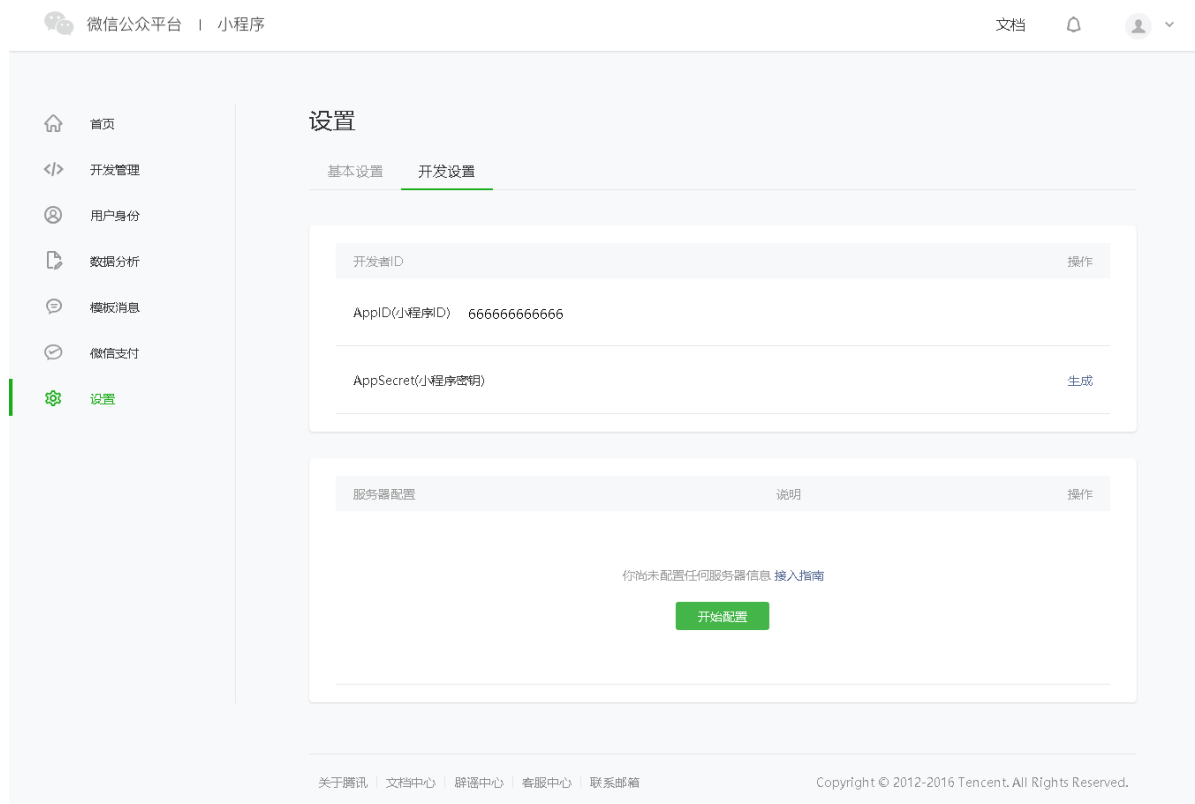 微信公众平台 | 小程序 文档
首页
开发管理
用户身份
数据分析
模板消息
微信支付
设置
设置
基本设置 开发设置
开发者ID 操作
AppID(小程序ID) 666666666666
AppSecret(小程序密钥) 生成
服务器配置 说明 操作
你尚未配置任何服务器信息 接入指南
开始配置
关于腾讯 文档中心 辟谣中心 客服中心 联系邮箱 Copyright © 2012-2016 Tencent. All Rights Reserved.